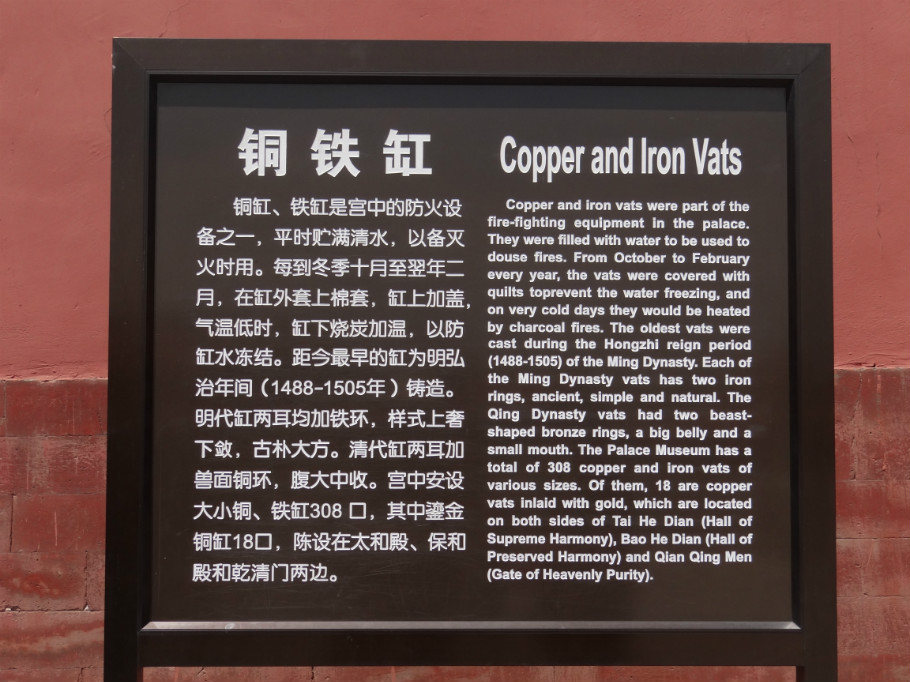 铜铁缸
铜缸、铁缸是宫中的防火设
备之一，平时贮满清水，以备灭
火时用。每到冬季十月至翌年二
月，在缸外套上棉套，缸上加盖，
气温低时，缸下烧炭加温，以防
缸水冻结。距今最早的缸为明弘
治年间（1488-1505年）铸造。
明代缸两耳均加铁环，样式上奢
下敛，古朴大方。清代缸两耳加
兽面铜环，腹大中收。宫中安设
大小铜、铁缸308 口，其中鎏金
铜缸18口，陈设在太和殿、保和
殿和乾清门两边。
Copper and Iron Vats
Copper and iron vats were part of the
fire-fighting equipment in the palace.
They were filled with water to be used to
douse fires. From October to February
every year, the vats were covered with
quilts toprevent the water freezing, and
on very cold days they would be heated
by charcoal fires. The oldest vats were
cast during the Hongzhi reign period
(1488-1505) of the Ming Dynasty. Each of
the Ming Dynasty vats has two iron
rings, ancient, simple and natural. The
Qing Dynasty vats had two beast-
shaped bronze rings, a big belly and a
small mouth. The Palace Museum has a
total of 308 copper and iron vats of
various sizes. Of them, 18 are copper
vats inlaid with gold, which are located
on both sides of Tai He Dian (Hall of
Supreme Harmony), Bao He Dian (Hall of
Preserved Harmony) and Qian Qing Men
(Gate of Heavenly Purity).